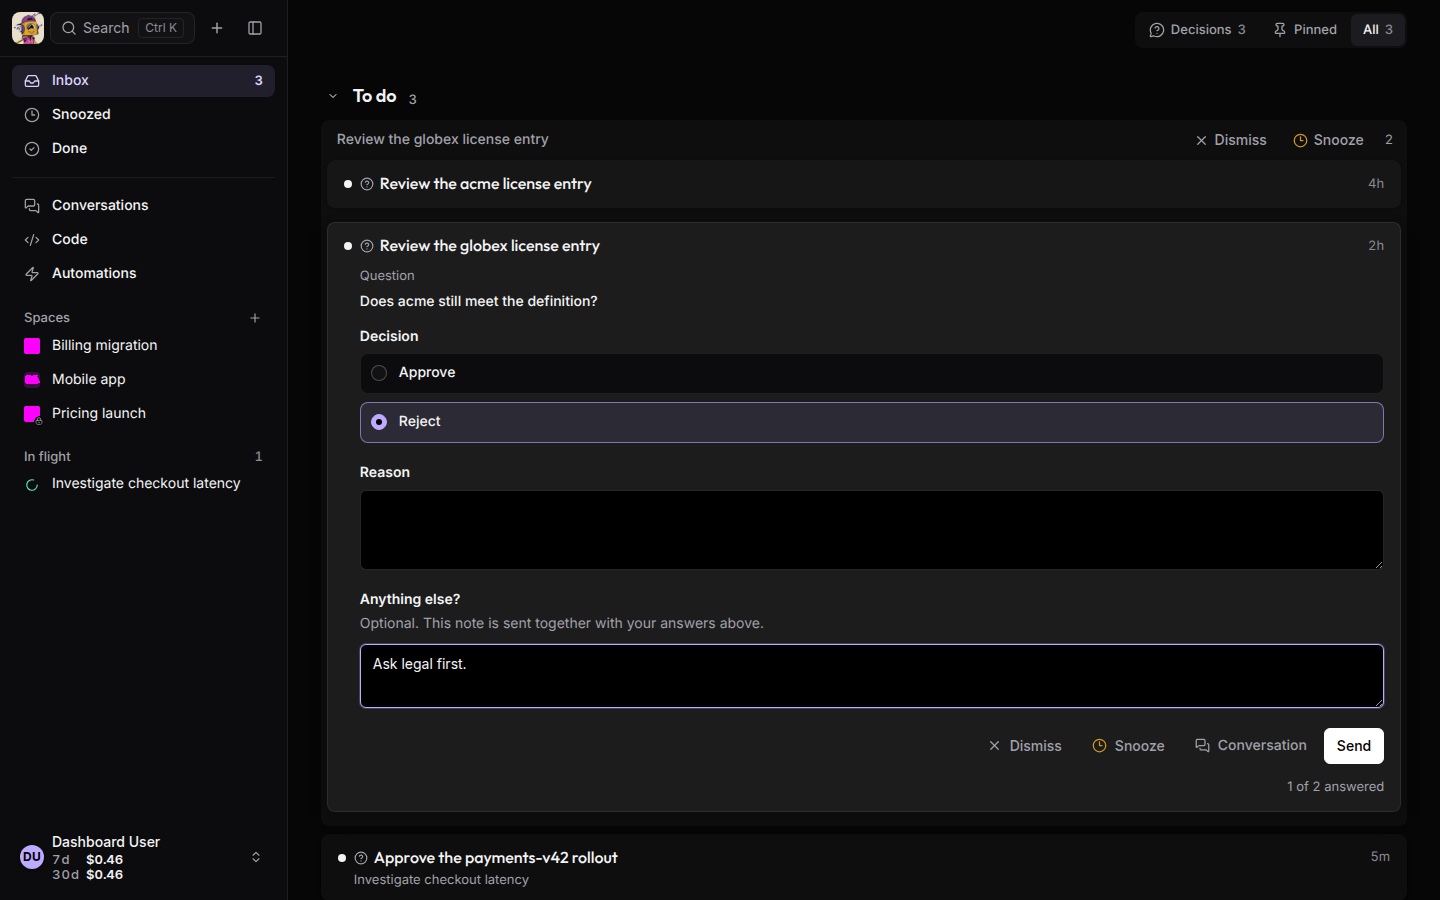 Search Ctrl K
Inbox 3
Snoozed
Done
Conversations
Code
Automations
Spaces
Billing migration
Mobile app
Pricing launch
In flight 1
Investigate checkout latency
DU Dashboard User
7d $0.46
30d $0.46
Decisions 3 Pinned All 3
To do 3
Review the globex license entry Dismiss Snooze 2
Review the acme license entry 4h
Review the globex license entry 2h
Question
Does acme still meet the definition?
Decision
Approve
Reject
Reason
Anything else?
Optional. This note is sent together with your answers above.
Ask legal first.
Dismiss Snooze Conversation Send
1 of 2 answered
Approve the payments-v42 rollout 5m
Investigate checkout latency